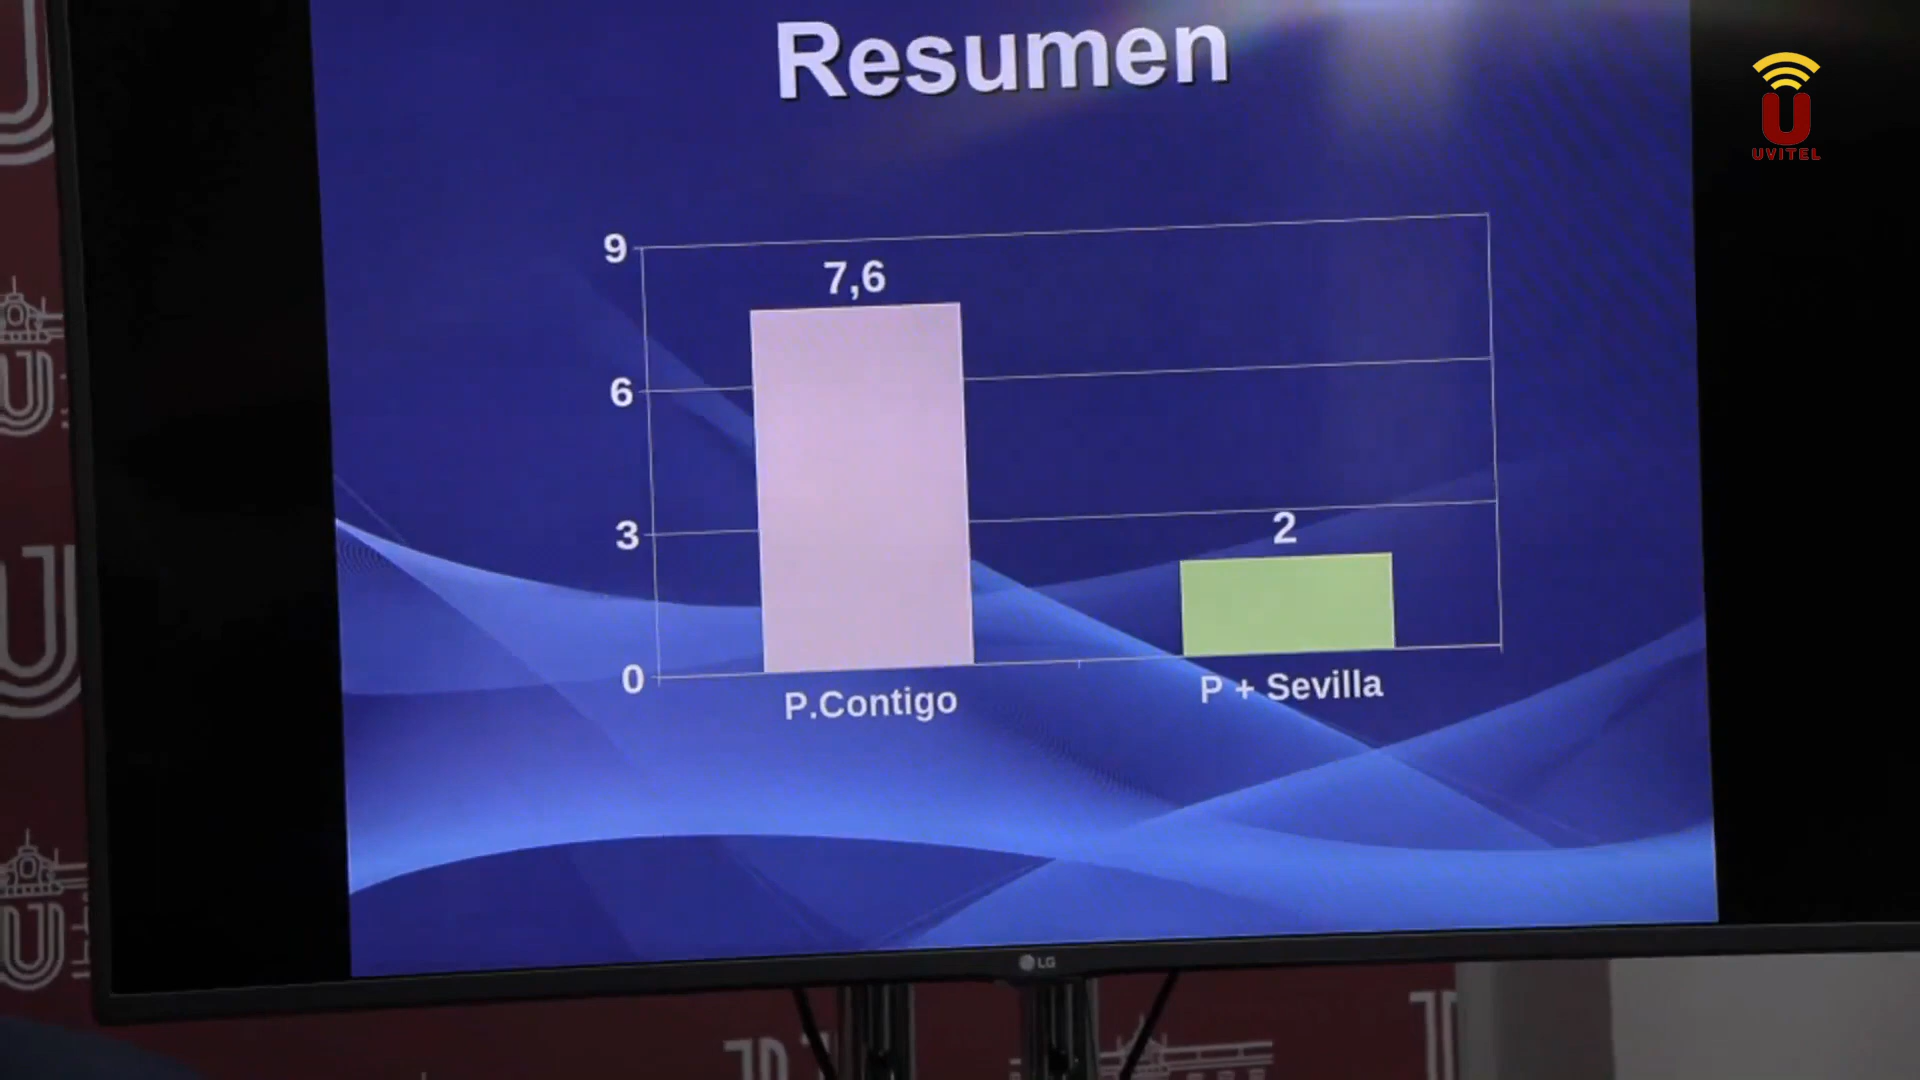 Resumen
U
UVITEL
9
7,6
6
3
2
0
P.Contigo
P + Sevilla
LG